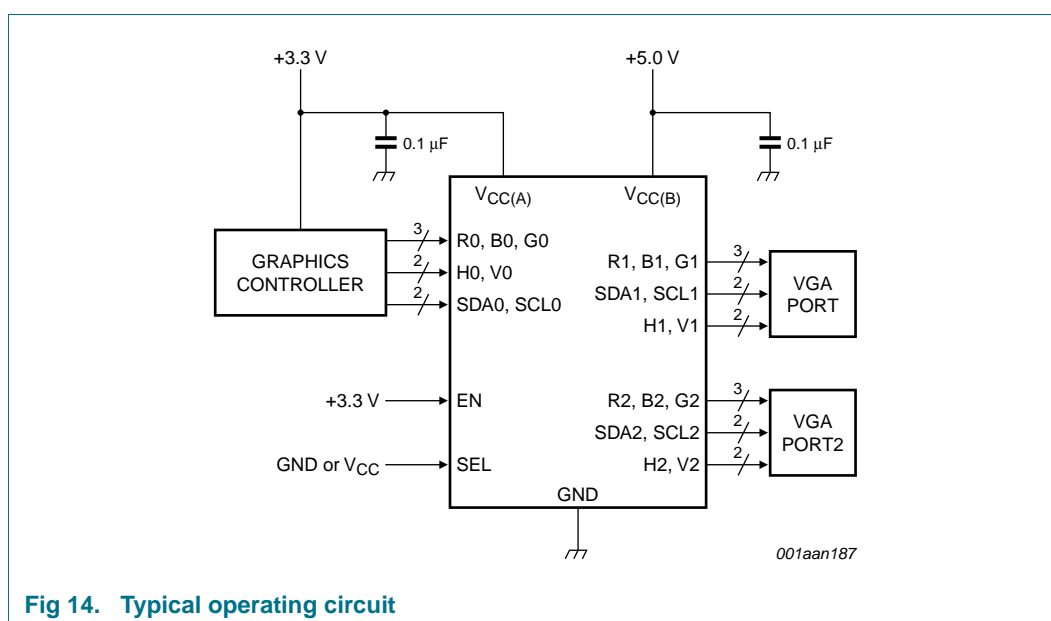 +3.3 V
+5.0 V
0.1 μF
0.1 μF
VCC(A)
VCC(B)
GRAPHICS
CONTROLLER
3
R0, B0, G0
2
H0, V0
2
SDA0, SCL0
R1, B1, G1
3
SDA1, SCL1
2
H1, V1
2
VGA
PORT
+3.3 V
EN
GND or VCC
SEL
R2, B2, G2
3
SDA2, SCL2
2
H2, V2
2
VGA
PORT2
GND
001aan187
Fig 14. Typical operating circuit